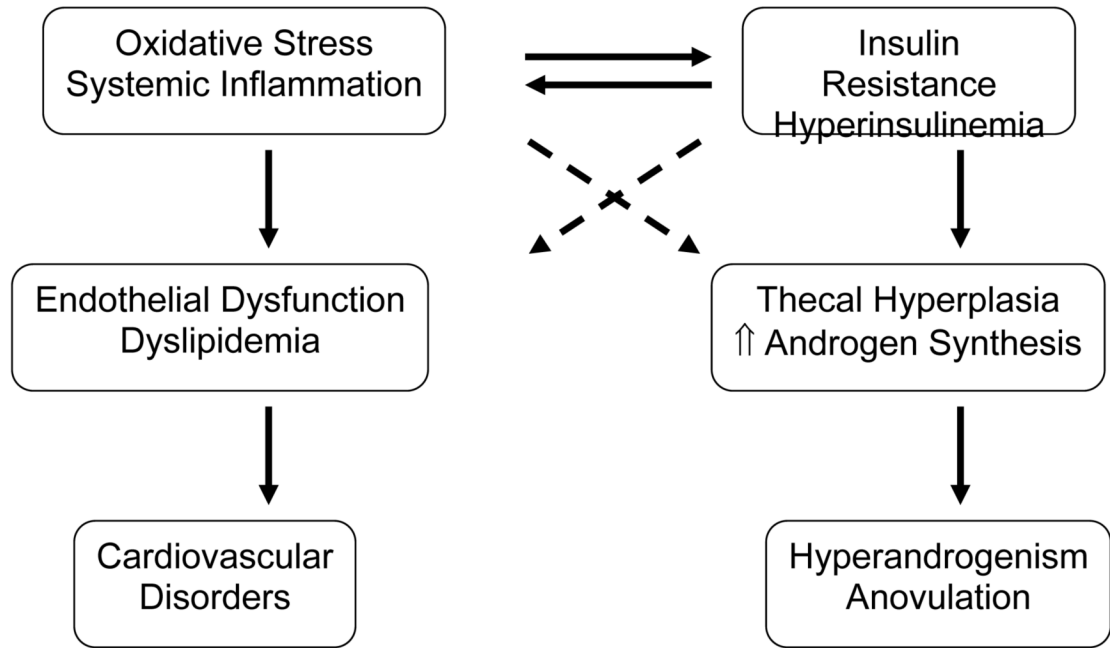 Oxidative Stress
Systemic Inflammation
Insulin
Resistance
Hyperinsulinemia
Endothelial Dysfunction
Dyslipidemia
Thecal Hyperplasia
⇑ Androgen Synthesis
Cardiovascular
Disorders
Hyperandrogenism
Anovulation